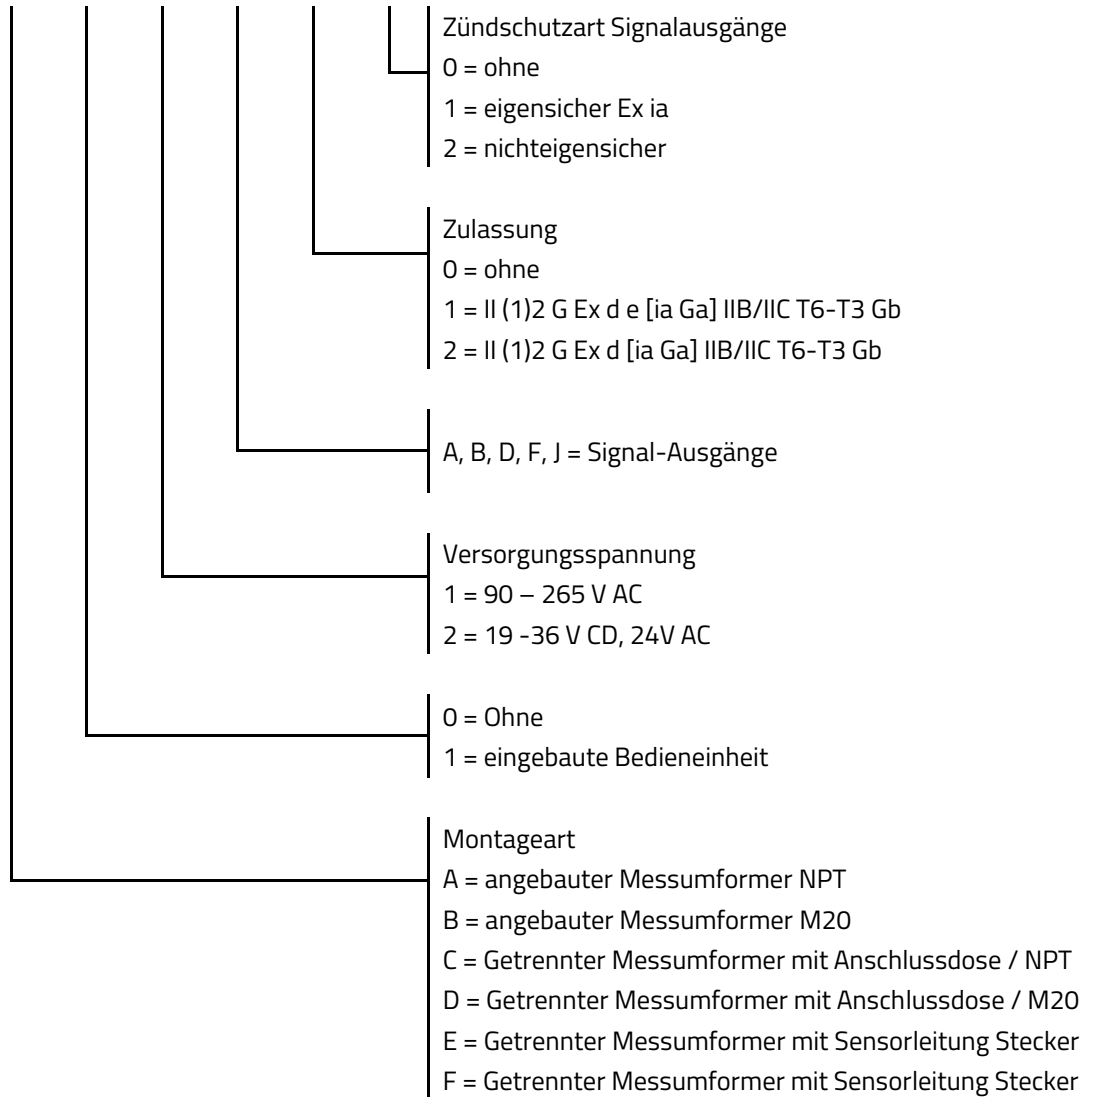 Zündschutzart Signalausgänge
0 = ohne
1 = eigensicher Ex ia
2 = nichteigensicher
Zulassung
0 = ohne
1 = II (1)2 G Ex d e [ia Ga] IIB/IIC T6-T3 Gb
2 = II (1)2 G Ex d [ia Ga] IIB/IIC T6-T3 Gb
A, B, D, F, J = Signal-Ausgänge
Versorgungsspannung
1 = 90 – 265 V AC
2 = 19 -36 V CD, 24V AC
0 = Ohne
1 = eingebaute Bedieneinheit
Montageart
A = angebauter Messumformer NPT
B = angebauter Messumformer M20
C = Getrennter Messumformer mit Anschlussdose / NPT
D = Getrennter Messumformer mit Anschlussdose / M20
E = Getrennter Messumformer mit Sensorleitung Stecker
F = Getrennter Messumformer mit Sensorleitung Stecker